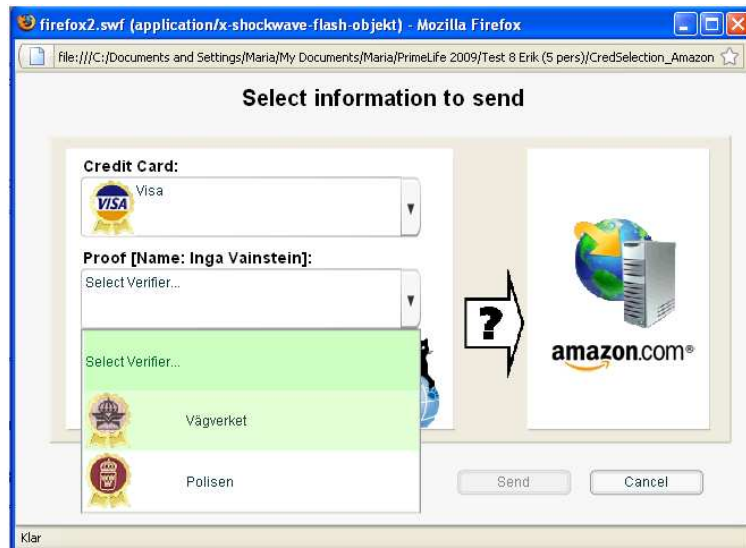 firefox2.swf (application/x-shockwave-flash-objekt) - Mozilla Firefox
file:///C:/Documents and Settings/Maria/My Documents/Maria/PrimeLife 2009/Test 8 Erik (5 pers)/CredSelection_Amazon
Select information to send
Credit Card:
VISA
Visa
Proof [Name: Inga Vainstein]:
Select Verifier...
?
Select Verifier...
amazon.com®
Vägverket
Polisen
Send
Cancel
Klar